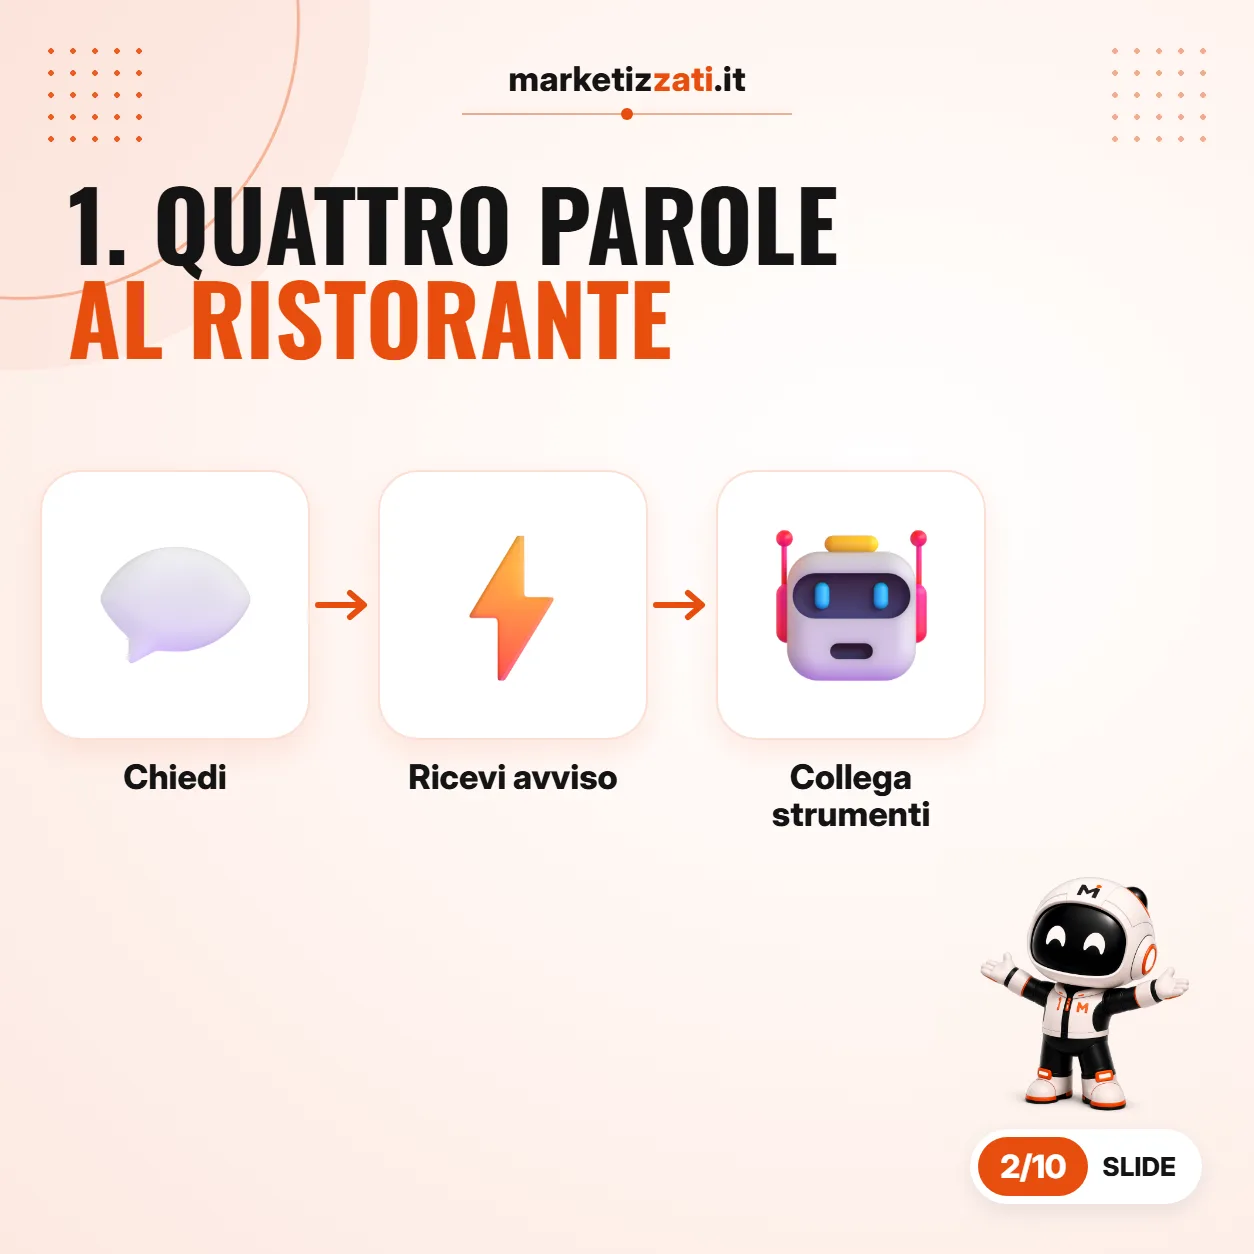 marketizzati.it
1. QUATTRO PAROLE
AL RISTORANTE
Chiedi
Ricevi avviso
Collega
strumenti
M
M
2/10 SLIDE